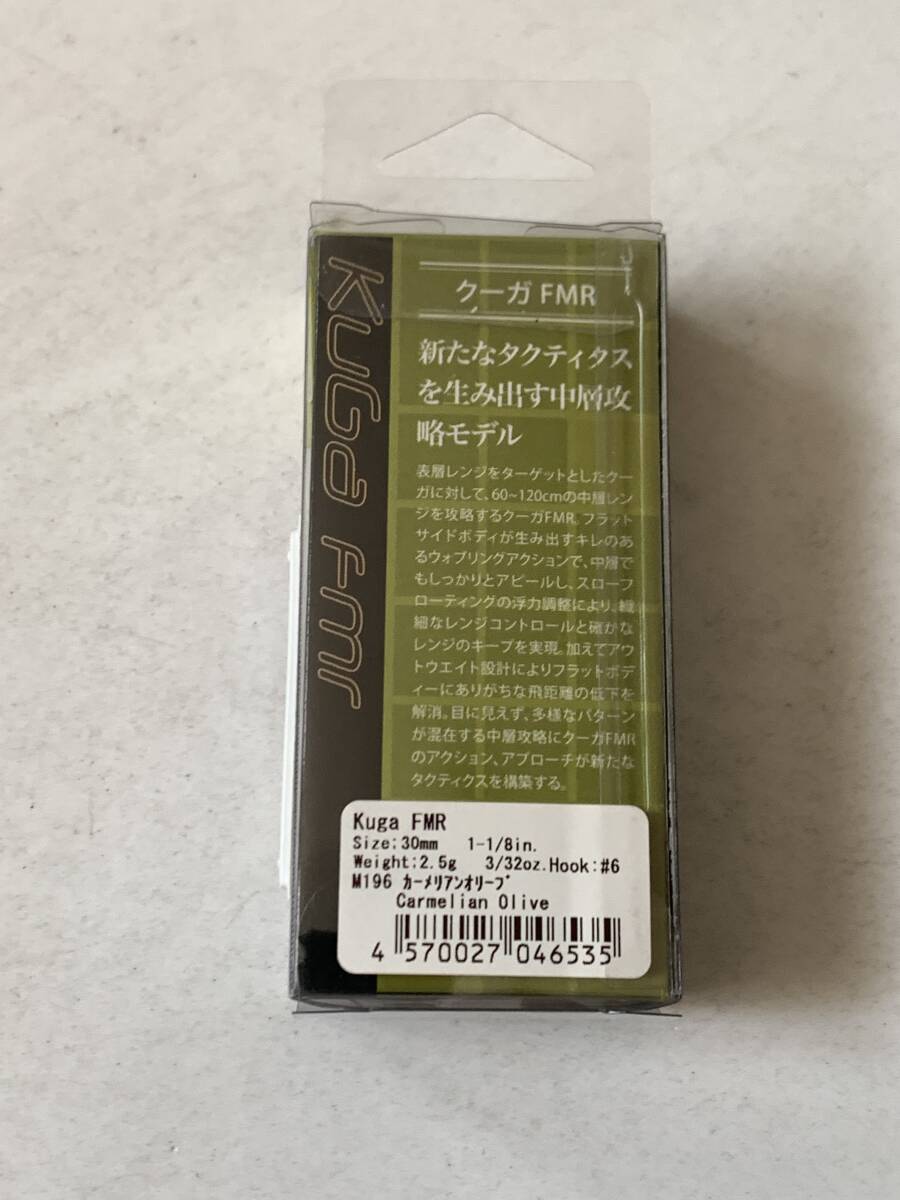 Kuga FMR
クーガ FMR
新たなタクティタス
を生み出す中層攻
略モデル
表層レンジをターゲットとしたクー
ガに対して、60~120cmの中層レン
ジを攻略するクーガFMR。フラット
サイドボディが生み出すキレのあ
るウォブリングアクションで、中層で
もしっかりとアピールし、スローフ
ローティングの浮力調整により、繊
細なレンジコントロールと確かな
レンジのキープを実現。加えてアウ
トウエイト設計によりフラットボデ
ィーにありがちな飛距離の低下を
解消。目に見えず、多様なパターン
が混在する中層攻略にクーガFMR
のアクション、アプローチが新たな
タクティクスを構築する。
Kuga FMR
Size:30mm 1-1/8in.
Weight:2.5g 3/32oz.Hook:#6
M196 ｶｰﾒﾘｱﾝｵﾘｰﾌﾞ
Carmelian Olive
4 570027 046535